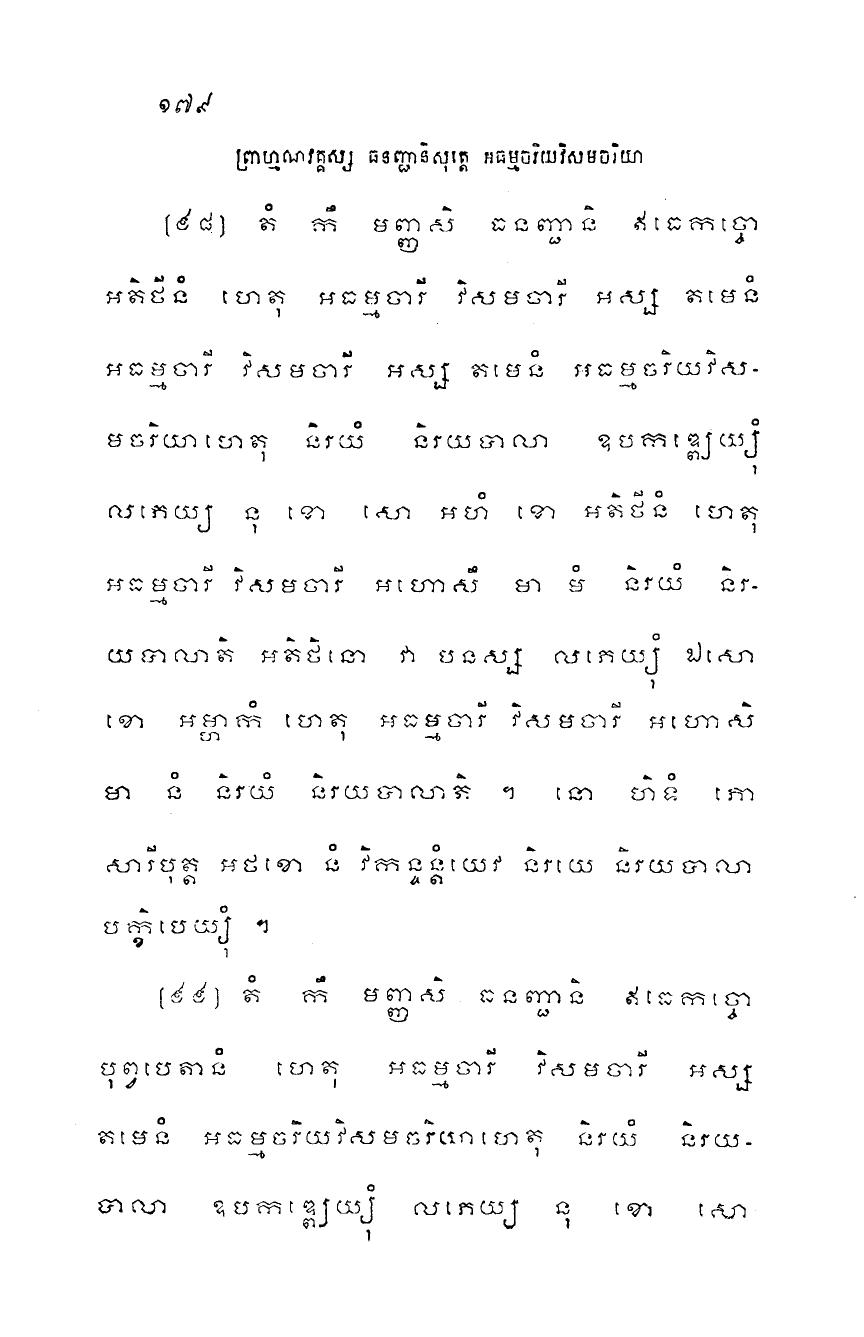 ១៧៩
ព្រាហ្មណវគ្គស្ស ធនញ្ជានិសុត្តេ អធម្មចរិយវិសមចរិយា
[៩៨] តំ កឹ មញ្ញសិ ធនញ្ជានិ ឥធេកច្ចោ
អតិថីនំ ហេតុ អធម្មចារី វិសមចារី អស្ស តមេនំ
អធម្មចារី វិសមចារី អស្ស តមេនំ អធម្មចរិយវិស-
មចរិយាហេតុ និរយំ និរយបាលា ឧបកឌ្ឍេយ្យុំ
លភេយ្យ នុ ខោ សោ អហំ ខោ អតិថីនំ ហេតុ
អធម្មចារី វិសមចារី អហោសឹ មា មំ និរយំ និរ-
យបាលាតិ អតិថិនោ វា បនស្ស លភេយ្យុំ ឯសោ
ខោ អម្ហាកំ ហេតុ អធម្មចារី វិសមចារី អហោសិ
មា នំ និរយំ និរយបាលាតិ ។ នោ ហិទំ ភោ
សារីបុត្ត អថខោ នំ វិកន្ទន្តំយេវ និរយេ និរយបាលា
បក្ខិបេយ្យុំ ។
[៩៩] តំ កឹ មញ្ញសិ ធនញ្ជានិ ឥធេកច្ចោ
បុព្វបេតានំ ហេតុ អធម្មចារី វិសមចារី អស្ស
តមេនំ អធម្មចរិយវិសមចរិយាហេតុ និរយំ និរយ-
បាលា ឧបកឌ្ឍេយ្យុំ លភេយ្យ នុ ខោ សោ